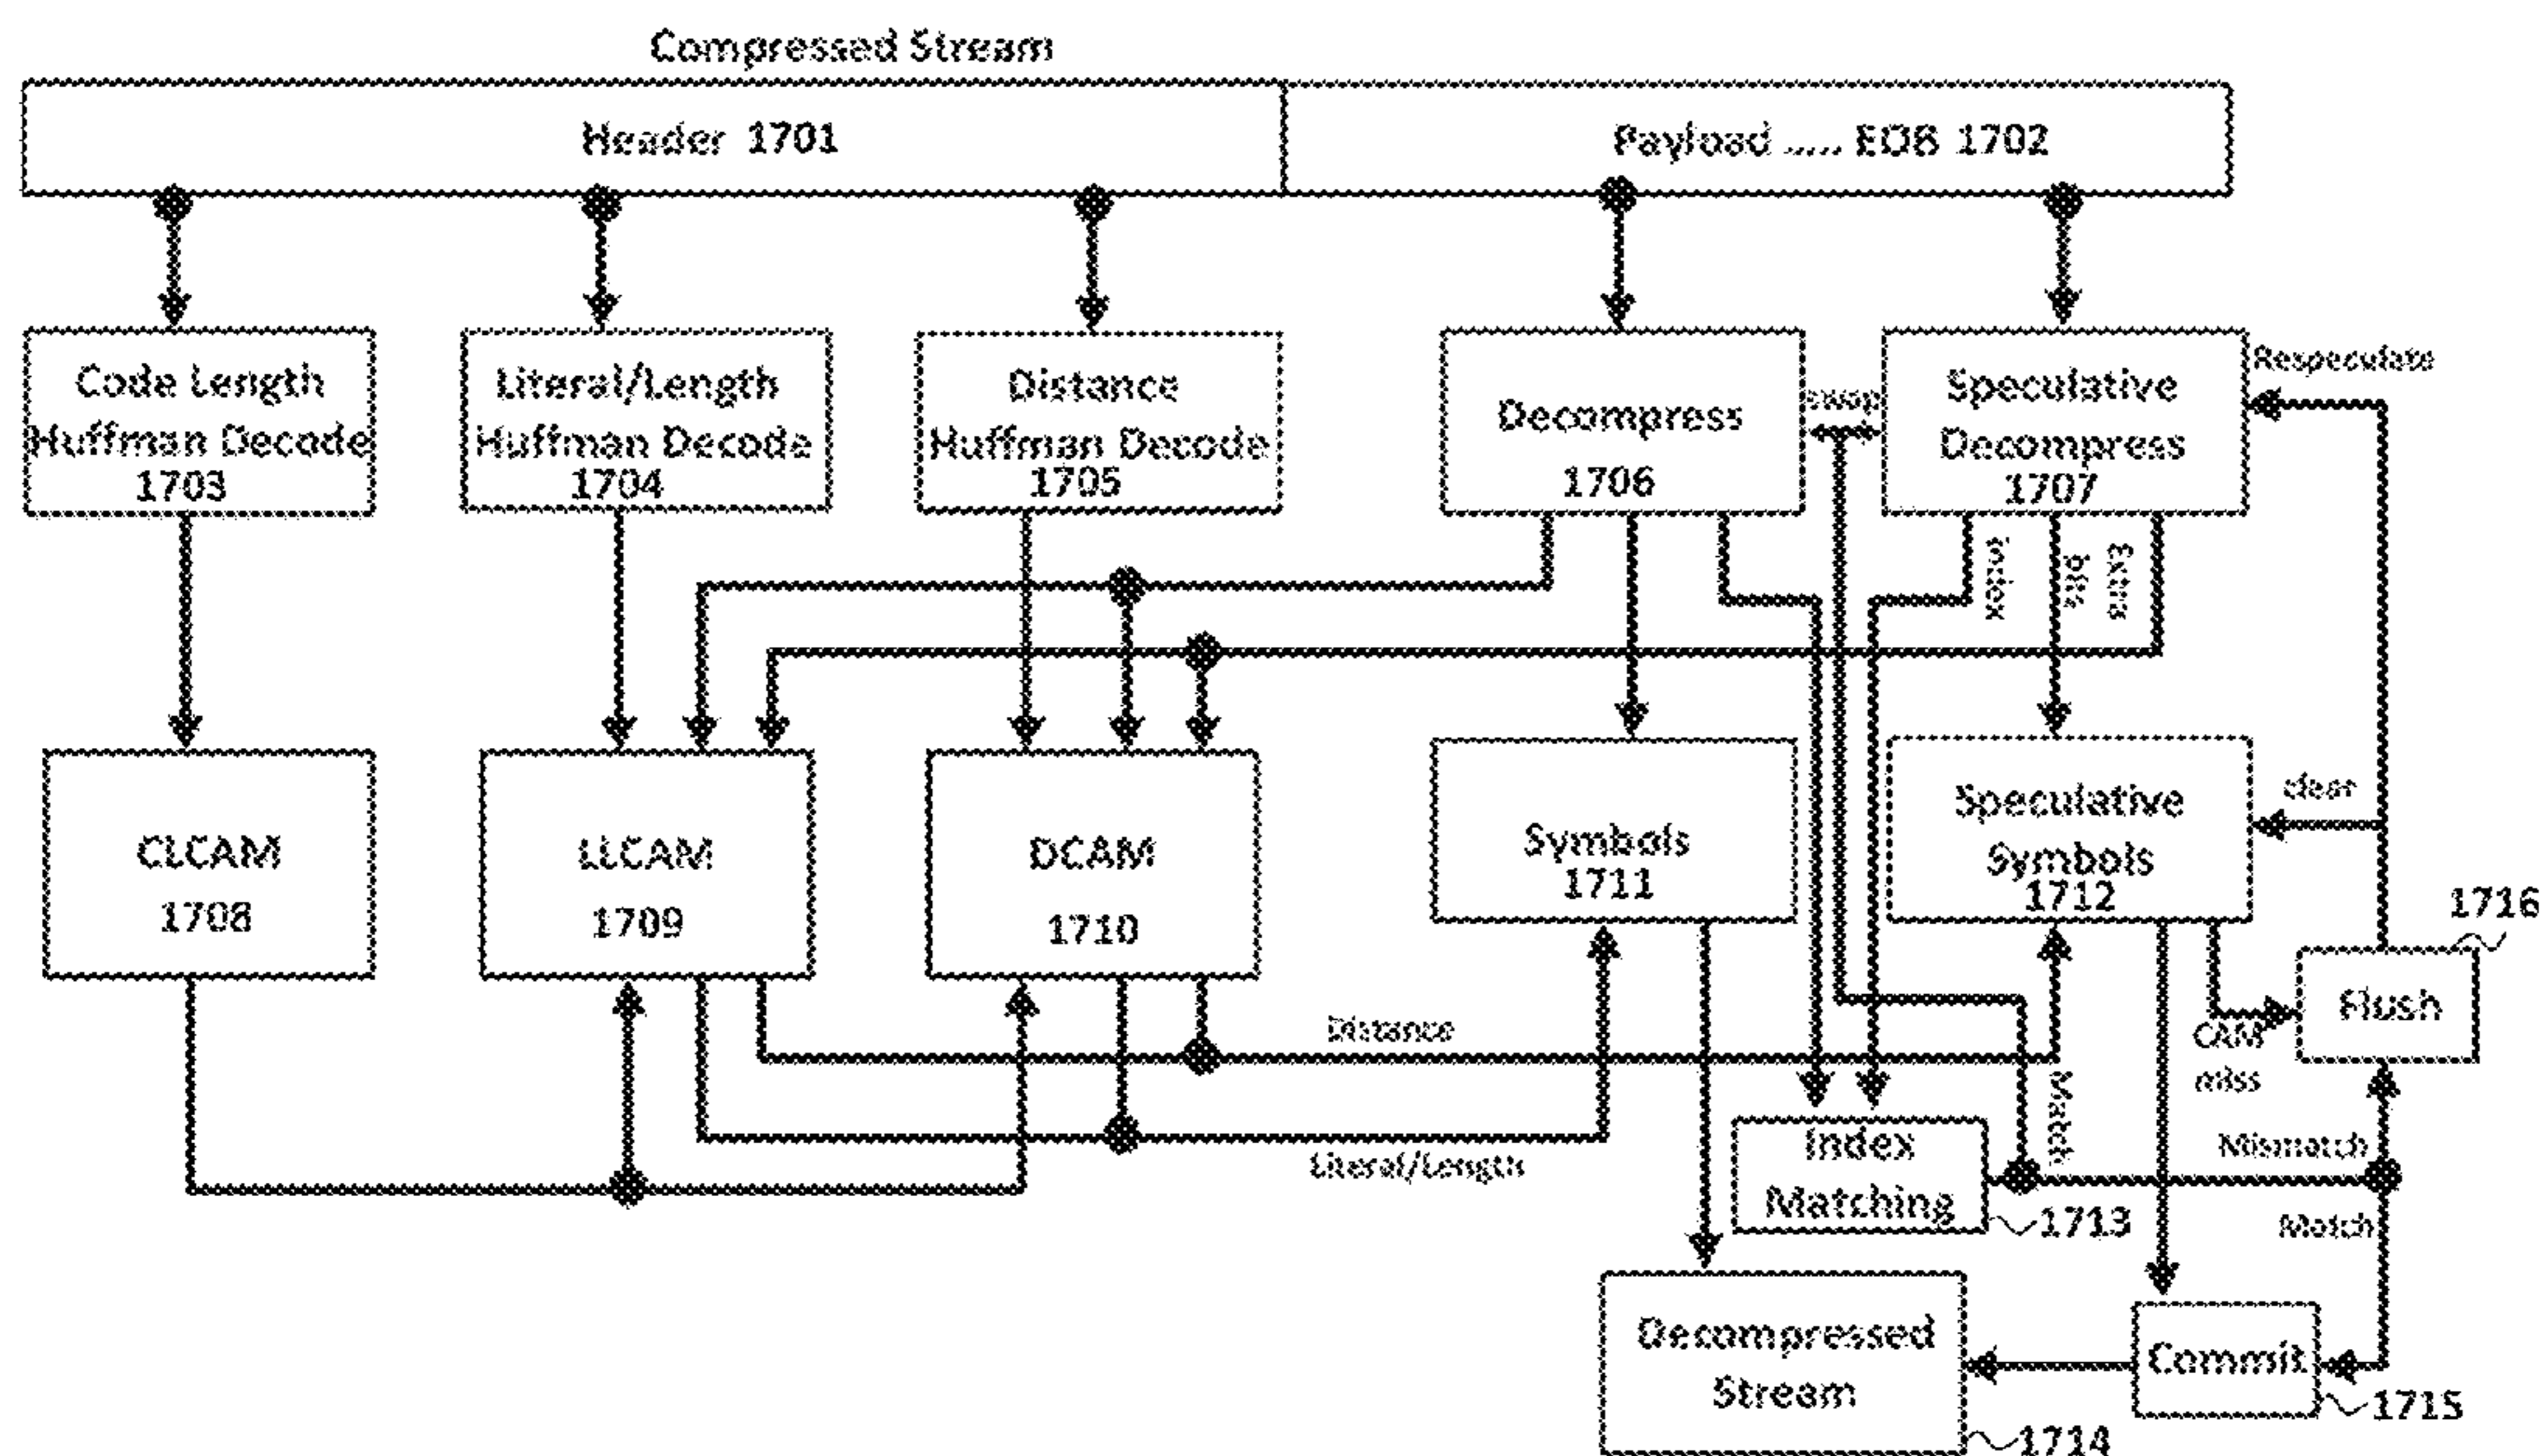 Compressed Stream
Header 1701
Payload ..... EOB 1702
Code Length
Huffman Decode
1703
Literal/Length
Huffman Decode
1704
Distance
Huffman Decode
1705
Decompress
1706
swap
Speculative
Decompress
1707
Respeculate
Index
bits
Extra
CLCAM
1708
LLCAM
1709
DCAM
1710
Symbols
1711
Speculative
Symbols
1712
clear
1716
Flush
CAM
miss
Distance
Literal/Length
Match
Mismatch
Index
Matching
1713
Match
Decompressed
Stream
1714
Commit
1715